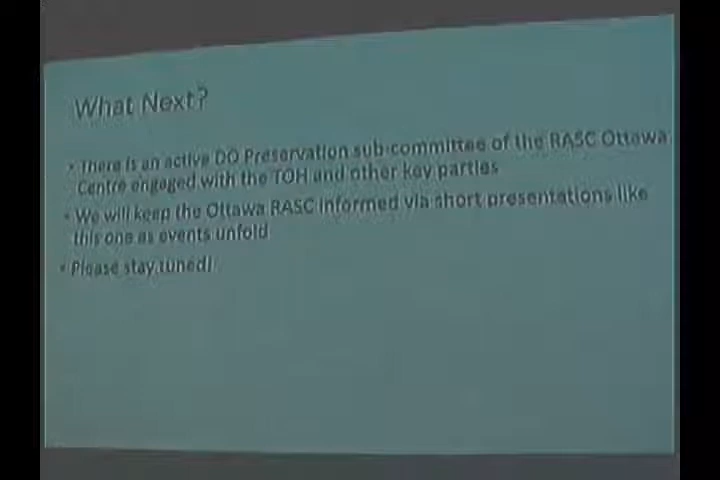 What Next?
• There is an active DO Preservation sub-committee of the RASC Ottawa
Centre engaged with the TOH and other key parties
• We will keep the Ottawa RASC informed via short presentations like
this one as events unfold
• Please stay tuned!